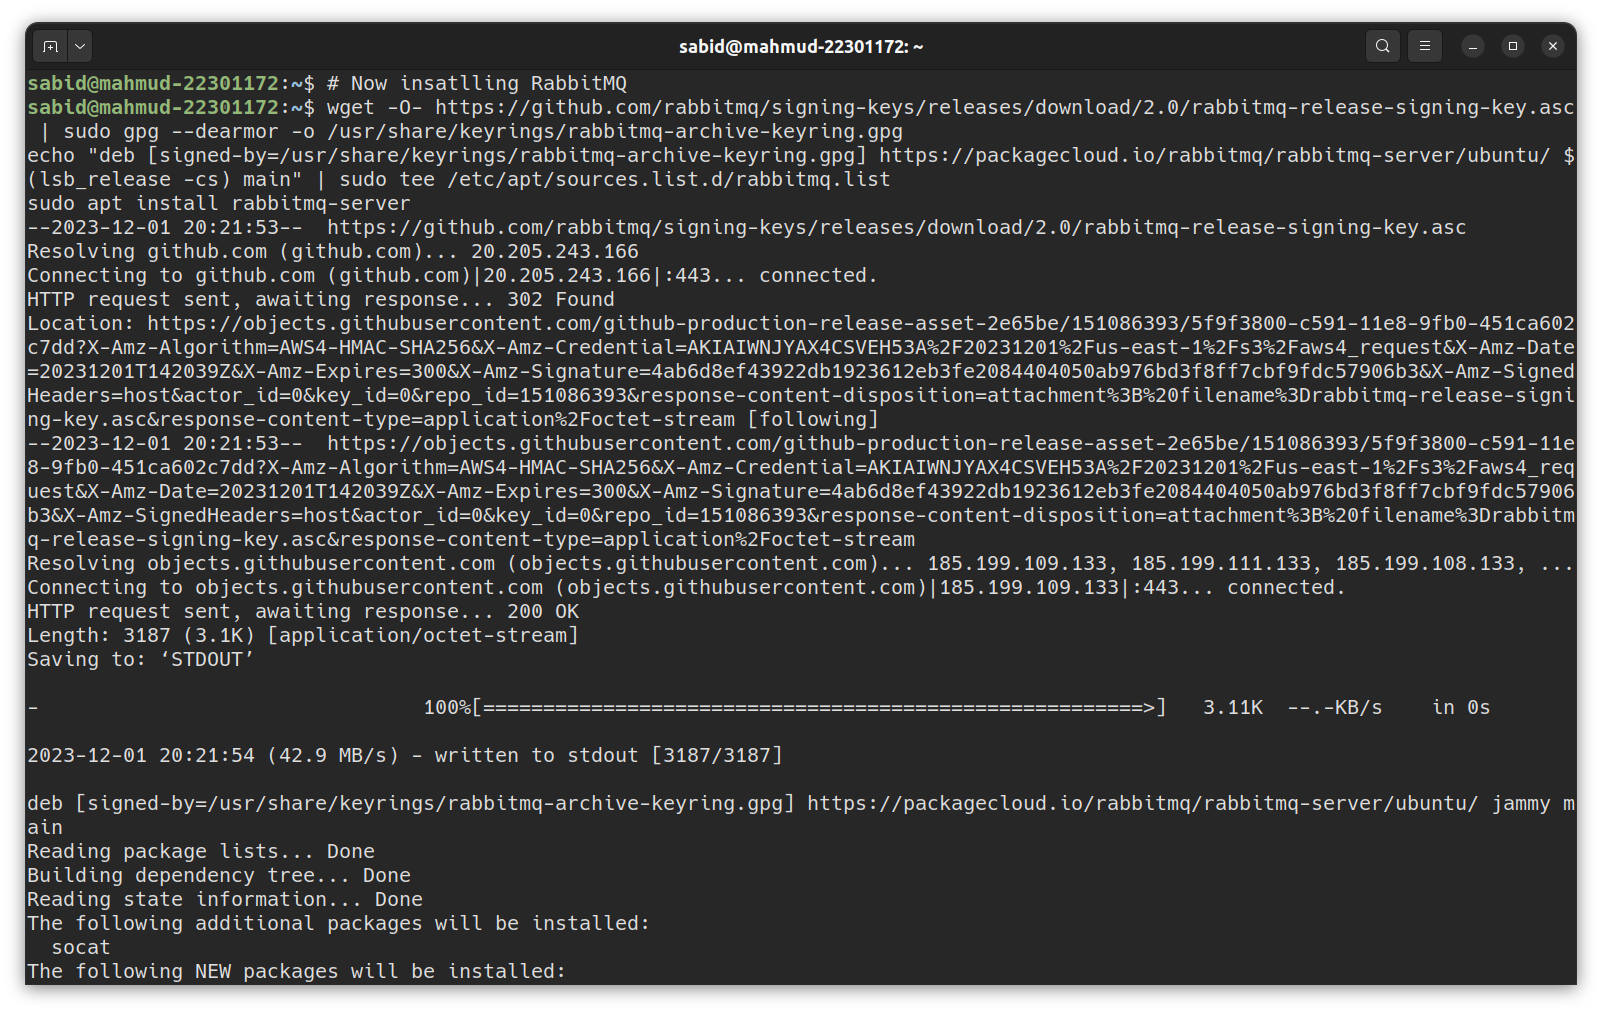 sabid@mahmud-22301172: ~
sabid@mahmud-22301172:~$ # Now insatlling RabbitMQ
sabid@mahmud-22301172:~$ wget -O- https://github.com/rabbitmq/signing-keys/releases/download/2.0/rabbitmq-release-signing-key.asc
 | sudo gpg --dearmor -o /usr/share/keyrings/rabbitmq-archive-keyring.gpg
echo "deb [signed-by=/usr/share/keyrings/rabbitmq-archive-keyring.gpg] https://packagecloud.io/rabbitmq/rabbitmq-server/ubuntu/ $
(lsb_release -cs) main" | sudo tee /etc/apt/sources.list.d/rabbitmq.list
sudo apt install rabbitmq-server
--2023-12-01 20:21:53--  https://github.com/rabbitmq/signing-keys/releases/download/2.0/rabbitmq-release-signing-key.asc
Resolving github.com (github.com)... 20.205.243.166
Connecting to github.com (github.com)|20.205.243.166|:443... connected.
HTTP request sent, awaiting response... 302 Found
Location: https://objects.githubusercontent.com/github-production-release-asset-2e65be/151086393/5f9f3800-c591-11e8-9fb0-451ca602
c7dd?X-Amz-Algorithm=AWS4-HMAC-SHA256&X-Amz-Credential=AKIAIWNJYAX4CSVEH53A%2F20231201%2Fus-east-1%2Fs3%2Faws4_request&X-Amz-Date
=20231201T142039Z&X-Amz-Expires=300&X-Amz-Signature=4ab6d8ef43922db1923612eb3fe2084404050ab976bd3f8ff7cbf9fdc57906b3&X-Amz-Signed
Headers=host&actor_id=0&key_id=0&repo_id=151086393&response-content-disposition=attachment%3B%20filename%3Drabbitmq-release-signi
ng-key.asc&response-content-type=application%2Foctet-stream [following]
--2023-12-01 20:21:53--  https://objects.githubusercontent.com/github-production-release-asset-2e65be/151086393/5f9f3800-c591-11e
8-9fb0-451ca602c7dd?X-Amz-Algorithm=AWS4-HMAC-SHA256&X-Amz-Credential=AKIAIWNJYAX4CSVEH53A%2F20231201%2Fus-east-1%2Fs3%2Faws4_req
uest&X-Amz-Date=20231201T142039Z&X-Amz-Expires=300&X-Amz-Signature=4ab6d8ef43922db1923612eb3fe2084404050ab976bd3f8ff7cbf9fdc57906
b3&X-Amz-SignedHeaders=host&actor_id=0&key_id=0&repo_id=151086393&response-content-disposition=attachment%3B%20filename%3Drabbitm
q-release-signing-key.asc&response-content-type=application%2Foctet-stream
Resolving objects.githubusercontent.com (objects.githubusercontent.com)... 185.199.109.133, 185.199.111.133, 185.199.108.133, ...
Connecting to objects.githubusercontent.com (objects.githubusercontent.com)|185.199.109.133|:443... connected.
HTTP request sent, awaiting response... 200 OK
Length: 3187 (3.1K) [application/octet-stream]
Saving to: ‘STDOUT’
-                                100%[=======================================================>]   3.11K  --.-KB/s    in 0s
2023-12-01 20:21:54 (42.9 MB/s) - written to stdout [3187/3187]
deb [signed-by=/usr/share/keyrings/rabbitmq-archive-keyring.gpg] https://packagecloud.io/rabbitmq/rabbitmq-server/ubuntu/ jammy m
ain
Reading package lists... Done
Building dependency tree... Done
Reading state information... Done
The following additional packages will be installed:
  socat
The following NEW packages will be installed: